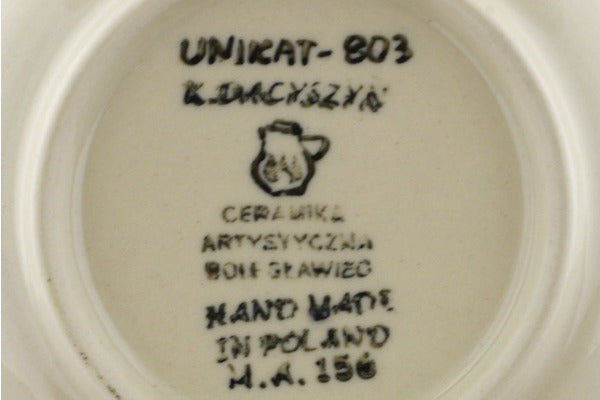 UNIKAT-803
K.DACYSZYN
CERAMIKA
ARTYSTYCZNA
BOLESŁAWIEC
HAND MADE
IN POLAND
M.A. 156